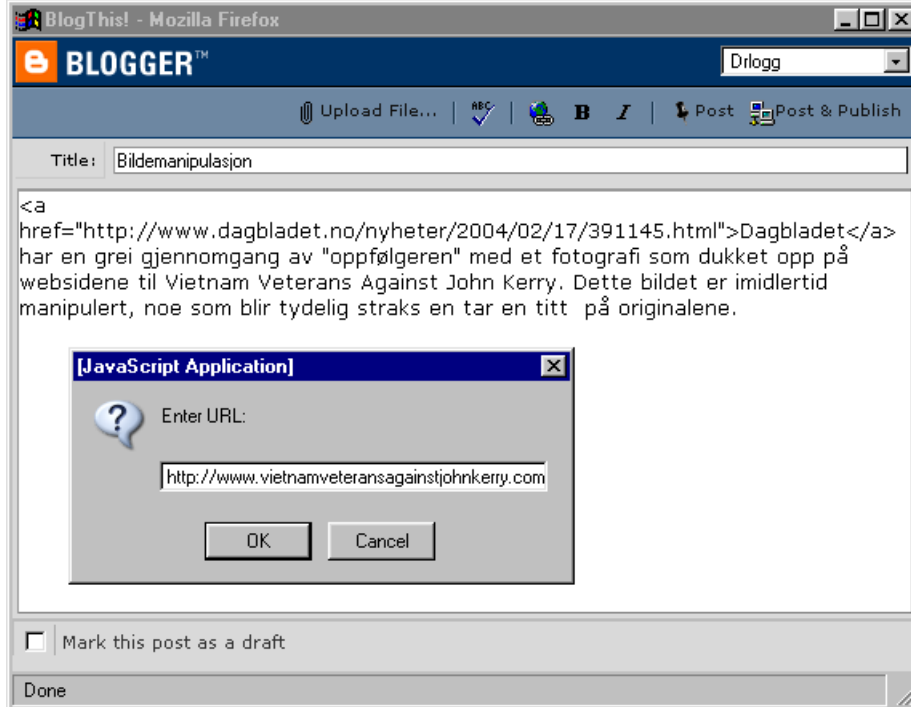 BlogThis! - Mozilla Firefox
BLOGGER™ Drlogg
Upload File... | ABC | B I | Post Post & Publish
Title: Bildemanipulasjon
<a
href="http://www.dagbladet.no/nyheter/2004/02/17/391145.html">Dagbladet</a>
har en grei gjennomgang av "oppfølgeren" med et fotografi som dukket opp på
websidene til Vietnam Veterans Against John Kerry. Dette bildet er imidlertid
manipulert, noe som blir tydelig straks en tar en titt  på originalene.
[JavaScript Application]
Enter URL:
http://www.vietnamveteransagainstjohnkerry.com
OK Cancel
Mark this post as a draft
Done